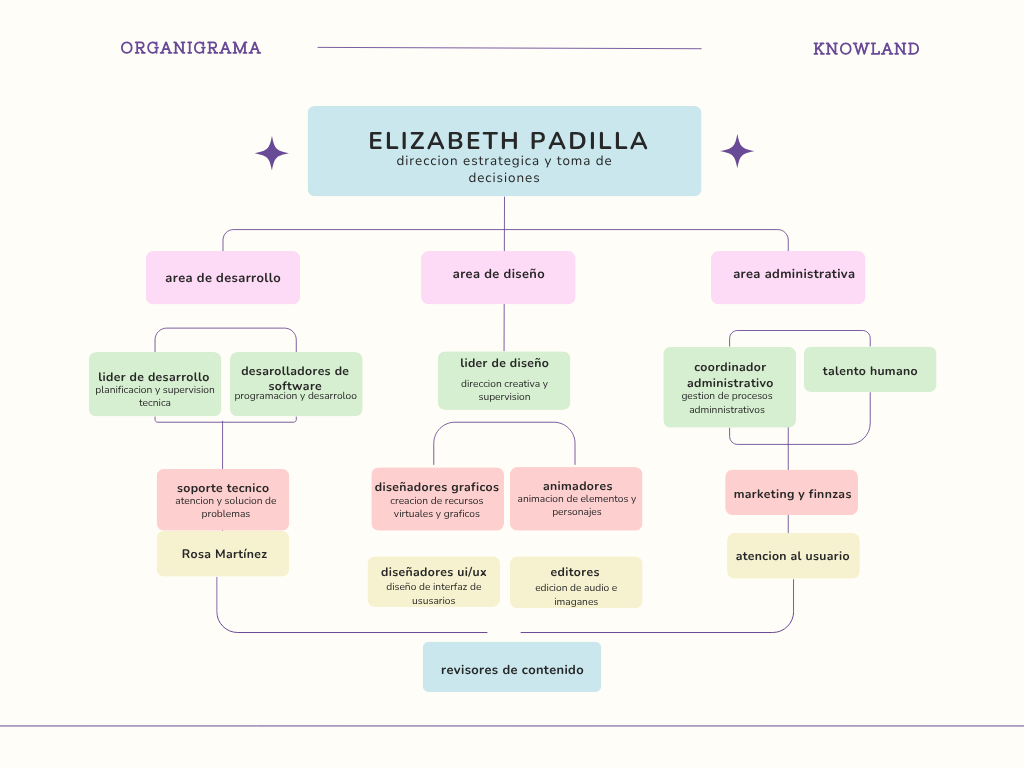 ORGANIGRAMA
KNOWLAND
ELIZABETH PADILLA
direccion estrategica y toma de
decisiones
area de desarrollo
area de diseño
area administrativa
lider de desarrollo
planificacion y supervision
tecnica
desarolladores de
software
programacion y desarroloo
lider de diseño
direccion creativa y
supervision
coordinador
administrativo
gestion de procesos
adminnistrativos
talento humano
soporte tecnico
atencion y solucion de
problemas
Rosa Martínez
diseñadores graficos
creacion de recursos
virtuales y graficos
animadores
animacion de elementos y
personajes
marketing y finnzas
diseñadores ui/ux
diseño de interfaz de
ususarios
editores
edicion de audio e
imaganes
atencion al usuario
revisores de contenido